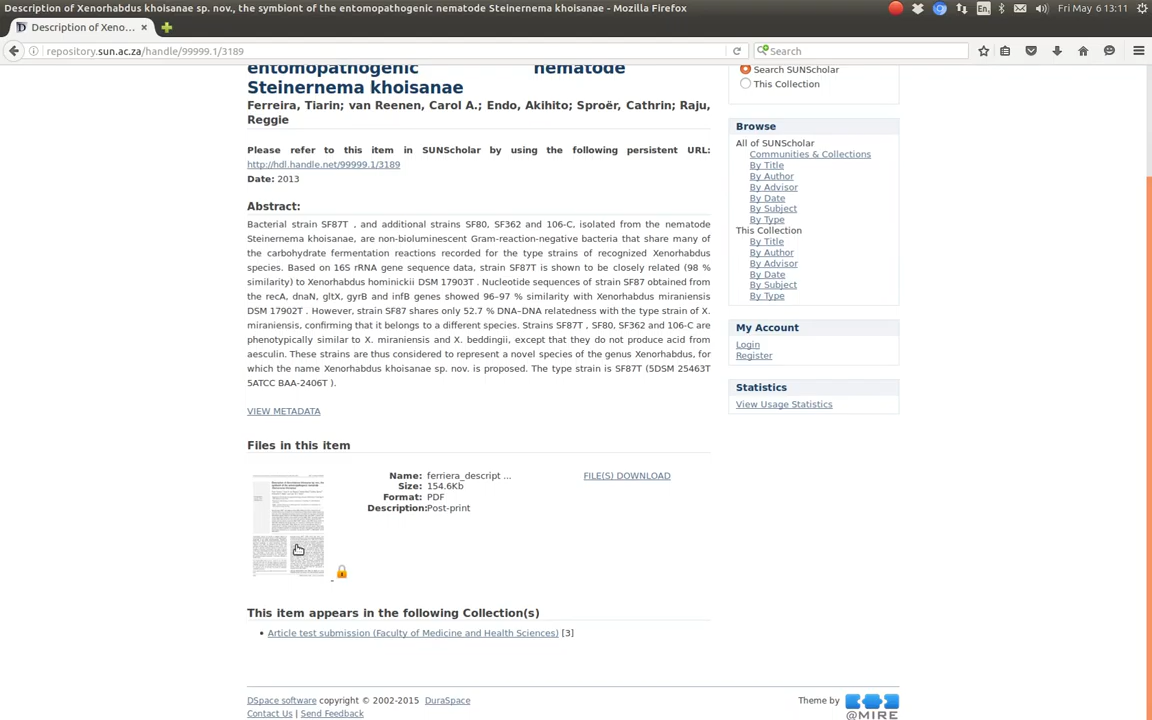 Description of Xenorhabdus khoisanae sp. nov., the symbiont of the entomopathogenic nematode Steinernema khoisanae - Mozilla Firefox
En
Fri May 6 13:11
Description of Xeno...
repository.sun.ac.za/handle/99999.1/3189
Search
entomopathogenic nematode
Steinernema khoisanae
Ferreira, Tiarin; van Reenen, Carol A.; Endo, Akihito; Sproër, Cathrin; Raju,
Reggie
Please refer to this item in SUNScholar by using the following persistent URL:
http://hdl.handle.net/99999.1/3189
Date: 2013
Abstract:
Bacterial strain SF87T , and additional strains SF80, SF362 and 106-C, isolated from the nematode
Steinernema khoisanae, are non-bioluminescent Gram-reaction-negative bacteria that share many of
the carbohydrate fermentation reactions recorded for the type strains of recognized Xenorhabdus
species. Based on 16S rRNA gene sequence data, strain SF87T is shown to be closely related (98 %
similarity) to Xenorhabdus hominickii DSM 17903T . Nucleotide sequences of strain SF87 obtained from
the recA, dnaN, gltX, gyrB and infB genes showed 96–97 % similarity with Xenorhabdus miraniensis
DSM 17902T . However, strain SF87 shares only 52.7 % DNA–DNA relatedness with the type strain of X.
miraniensis, confirming that it belongs to a different species. Strains SF87T , SF80, SF362 and 106-C are
phenotypically similar to X. miraniensis and X. beddingii, except that they do not produce acid from
aesculin. These strains are thus considered to represent a novel species of the genus Xenorhabdus, for
which the name Xenorhabdus khoisanae sp. nov. is proposed. The type strain is SF87T (5DSM 25463T
5ATCC BAA-2406T ).
VIEW METADATA
Files in this item
Name: ferriera_descript ...
Size: 154.6Kb
Format: PDF
Description:Post-print
FILE(S) DOWNLOAD
This item appears in the following Collection(s)
Article test submission (Faculty of Medicine and Health Sciences) [3]
Search SUNScholar
This Collection
Browse
All of SUNScholar
Communities & Collections
By Title
By Author
By Advisor
By Date
By Subject
By Type
This Collection
By Title
By Author
By Advisor
By Date
By Subject
By Type
My Account
Login
Register
Statistics
View Usage Statistics
DSpace software copyright © 2002-2015 DuraSpace
Contact Us | Send Feedback
Theme by
@MIRE